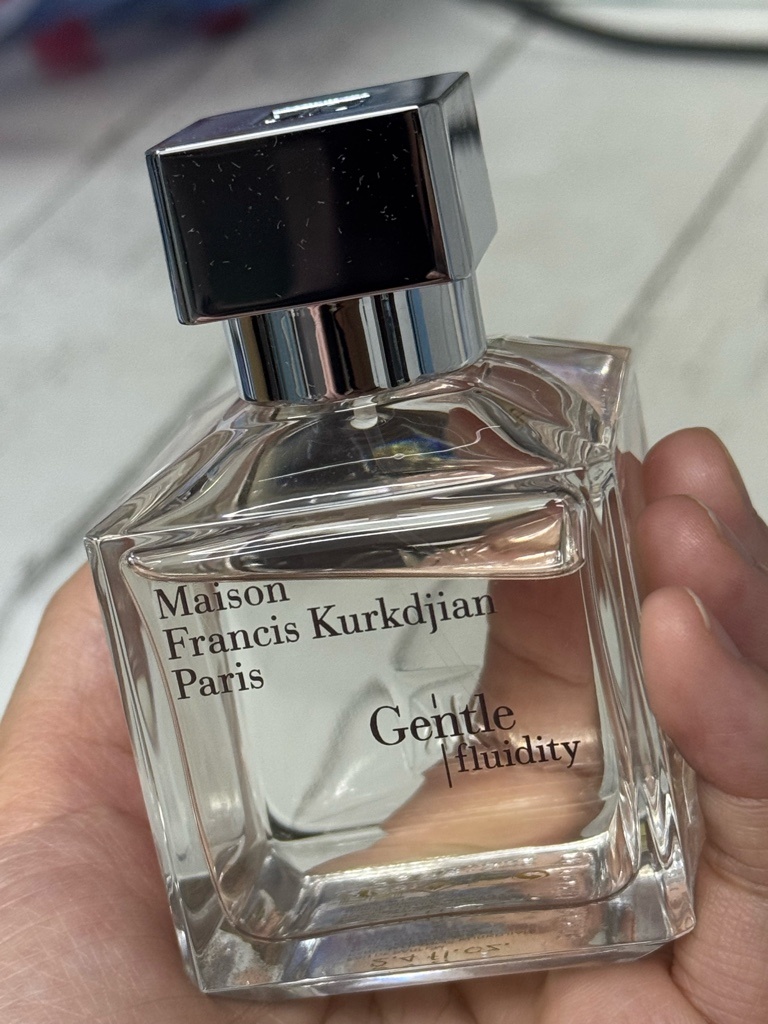 Maison
Francis Kurkdjian
Paris
Gentle
fluidity